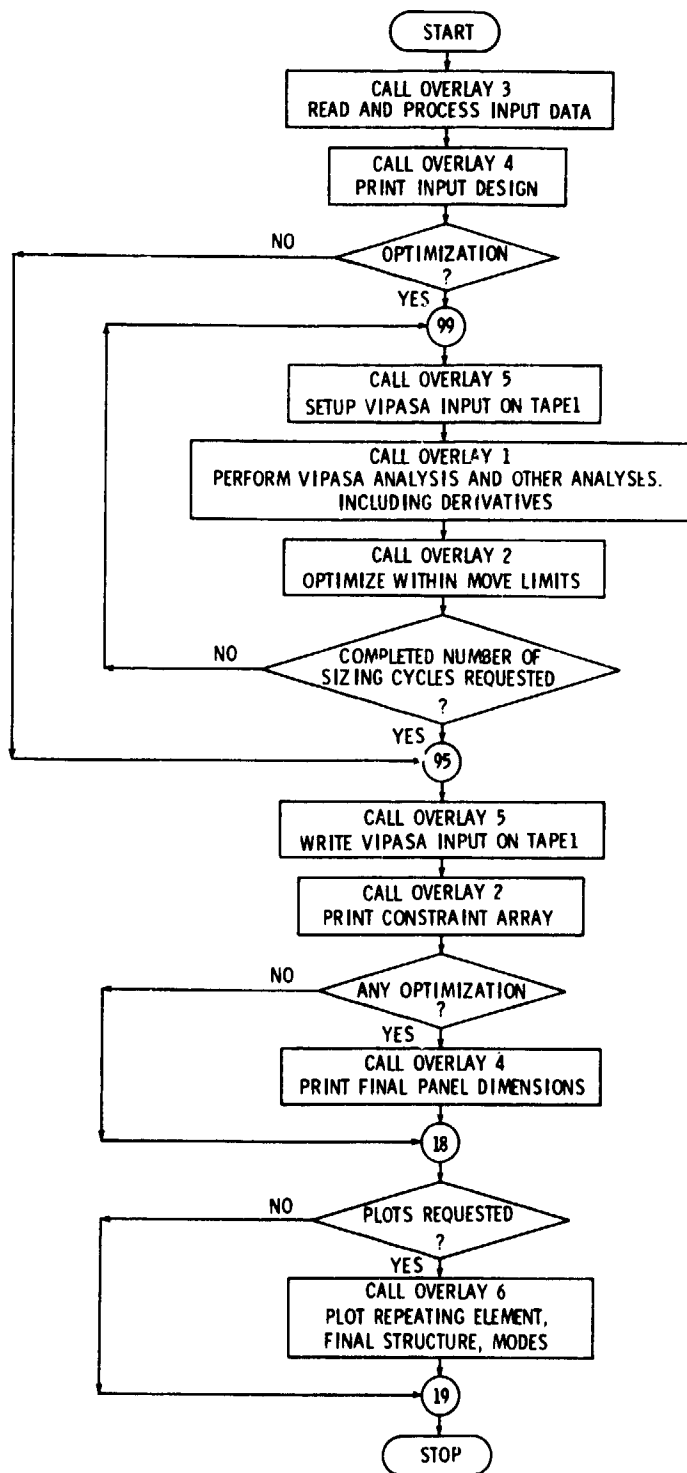 START
CALL OVERLAY 3
READ AND PROCESS INPUT DATA
CALL OVERLAY 4
PRINT INPUT DESIGN
NO
OPTIMIZATION
?
YES
99
CALL OVERLAY 5
SETUP VIPASA INPUT ON TAPE1
CALL OVERLAY 1
PERFORM VIPASA ANALYSIS AND OTHER ANALYSES.
INCLUDING DERIVATIVES
CALL OVERLAY 2
OPTIMIZE WITHIN MOVE LIMITS
NO
COMPLETED NUMBER OF
SIZING CYCLES REQUESTED
?
YES
95
CALL OVERLAY 5
WRITE VIPASA INPUT ON TAPE1
CALL OVERLAY 2
PRINT CONSTRAINT ARRAY
NO
ANY OPTIMIZATION
?
YES
CALL OVERLAY 4
PRINT FINAL PANEL DIMENSIONS
18
NO
PLOTS REQUESTED
?
YES
CALL OVERLAY 6
PLOT REPEATING ELEMENT,
FINAL STRUCTURE, MODES
19
STOP